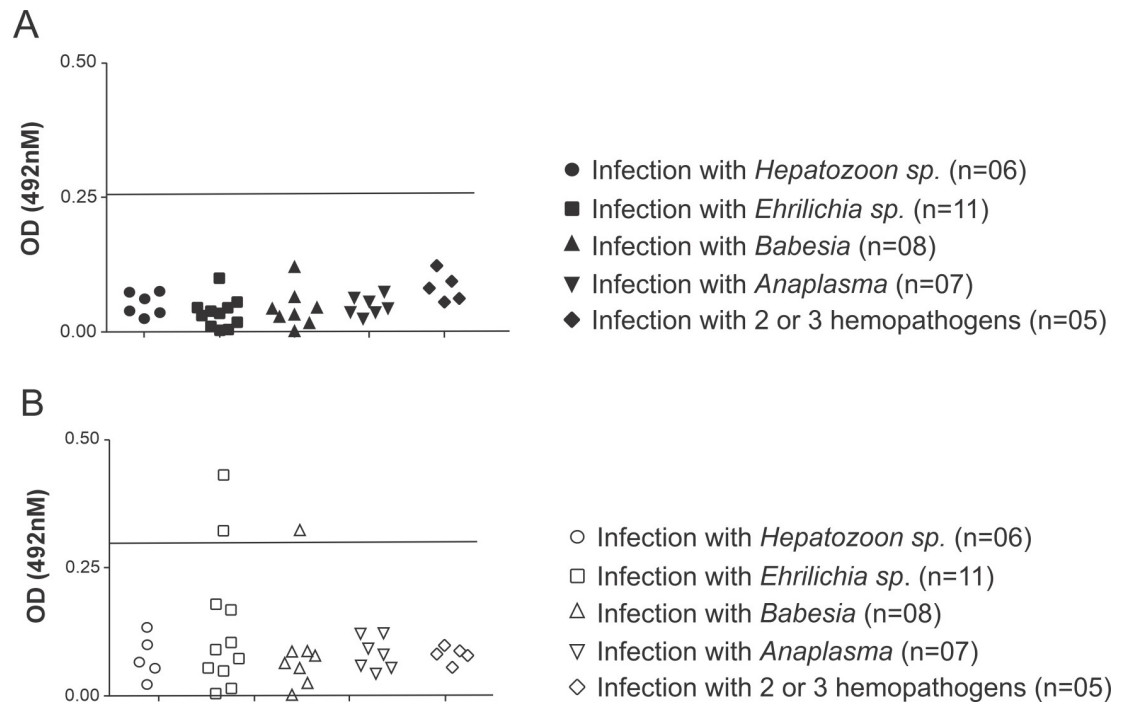 A
0.50
0.25
0.00
OD (492nM)
Infection with Hepatozoon sp. (n=06)
Infection with Ehrilichia sp. (n=11)
Infection with Babesia (n=08)
Infection with Anaplasma (n=07)
Infection with 2 or 3 hemopathogens (n=05)
B
0.50
0.25
0.00
OD (492nM)
Infection with Hepatozoon sp. (n=06)
Infection with Ehrilichia sp. (n=11)
Infection with Babesia (n=08)
Infection with Anaplasma (n=07)
Infection with 2 or 3 hemopathogens (n=05)